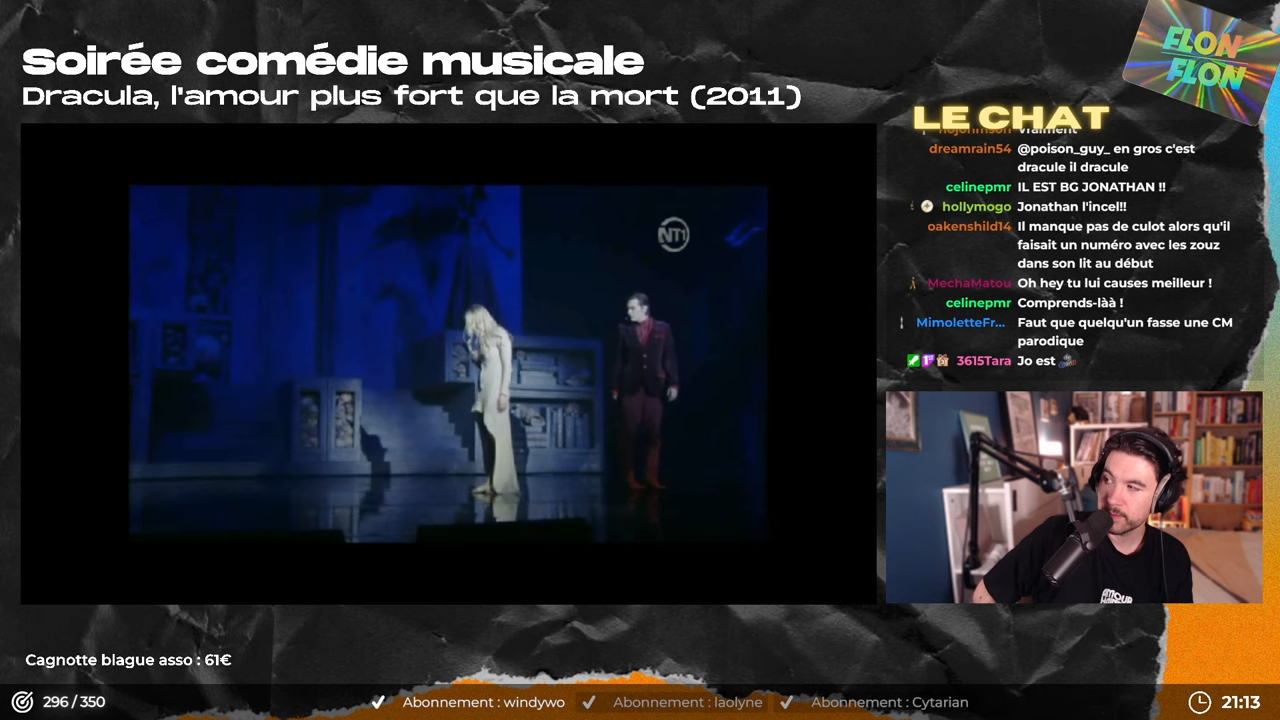 Soirée comédie musicale
Dracula, l'amour plus fort que la mort (2011)
FLON
FLON
LE CHAT
vraiment
dreamrain54 @poison_guy_ en gros c'est
dracule il dracule
celinepmr IL EST BG JONATHAN !!
hollymogo Jonathan l'incel!!
oakenshild14 Il manque pas de culot alors qu'il
faisait un numéro avec les zouz
dans son lit au début
MechaMatou Oh hey tu lui causes meilleur !
celinepmr Comprends-làà !
MimoletteFr... Faut que quelqu'un fasse une CM
parodique
3615Tara Jo est
NT1
AMOUR
Cagnotte blague asso : 61€
296 / 350
Abonnement : windywo
Abonnement : laolyne
Abonnement : Cytarian
21:13